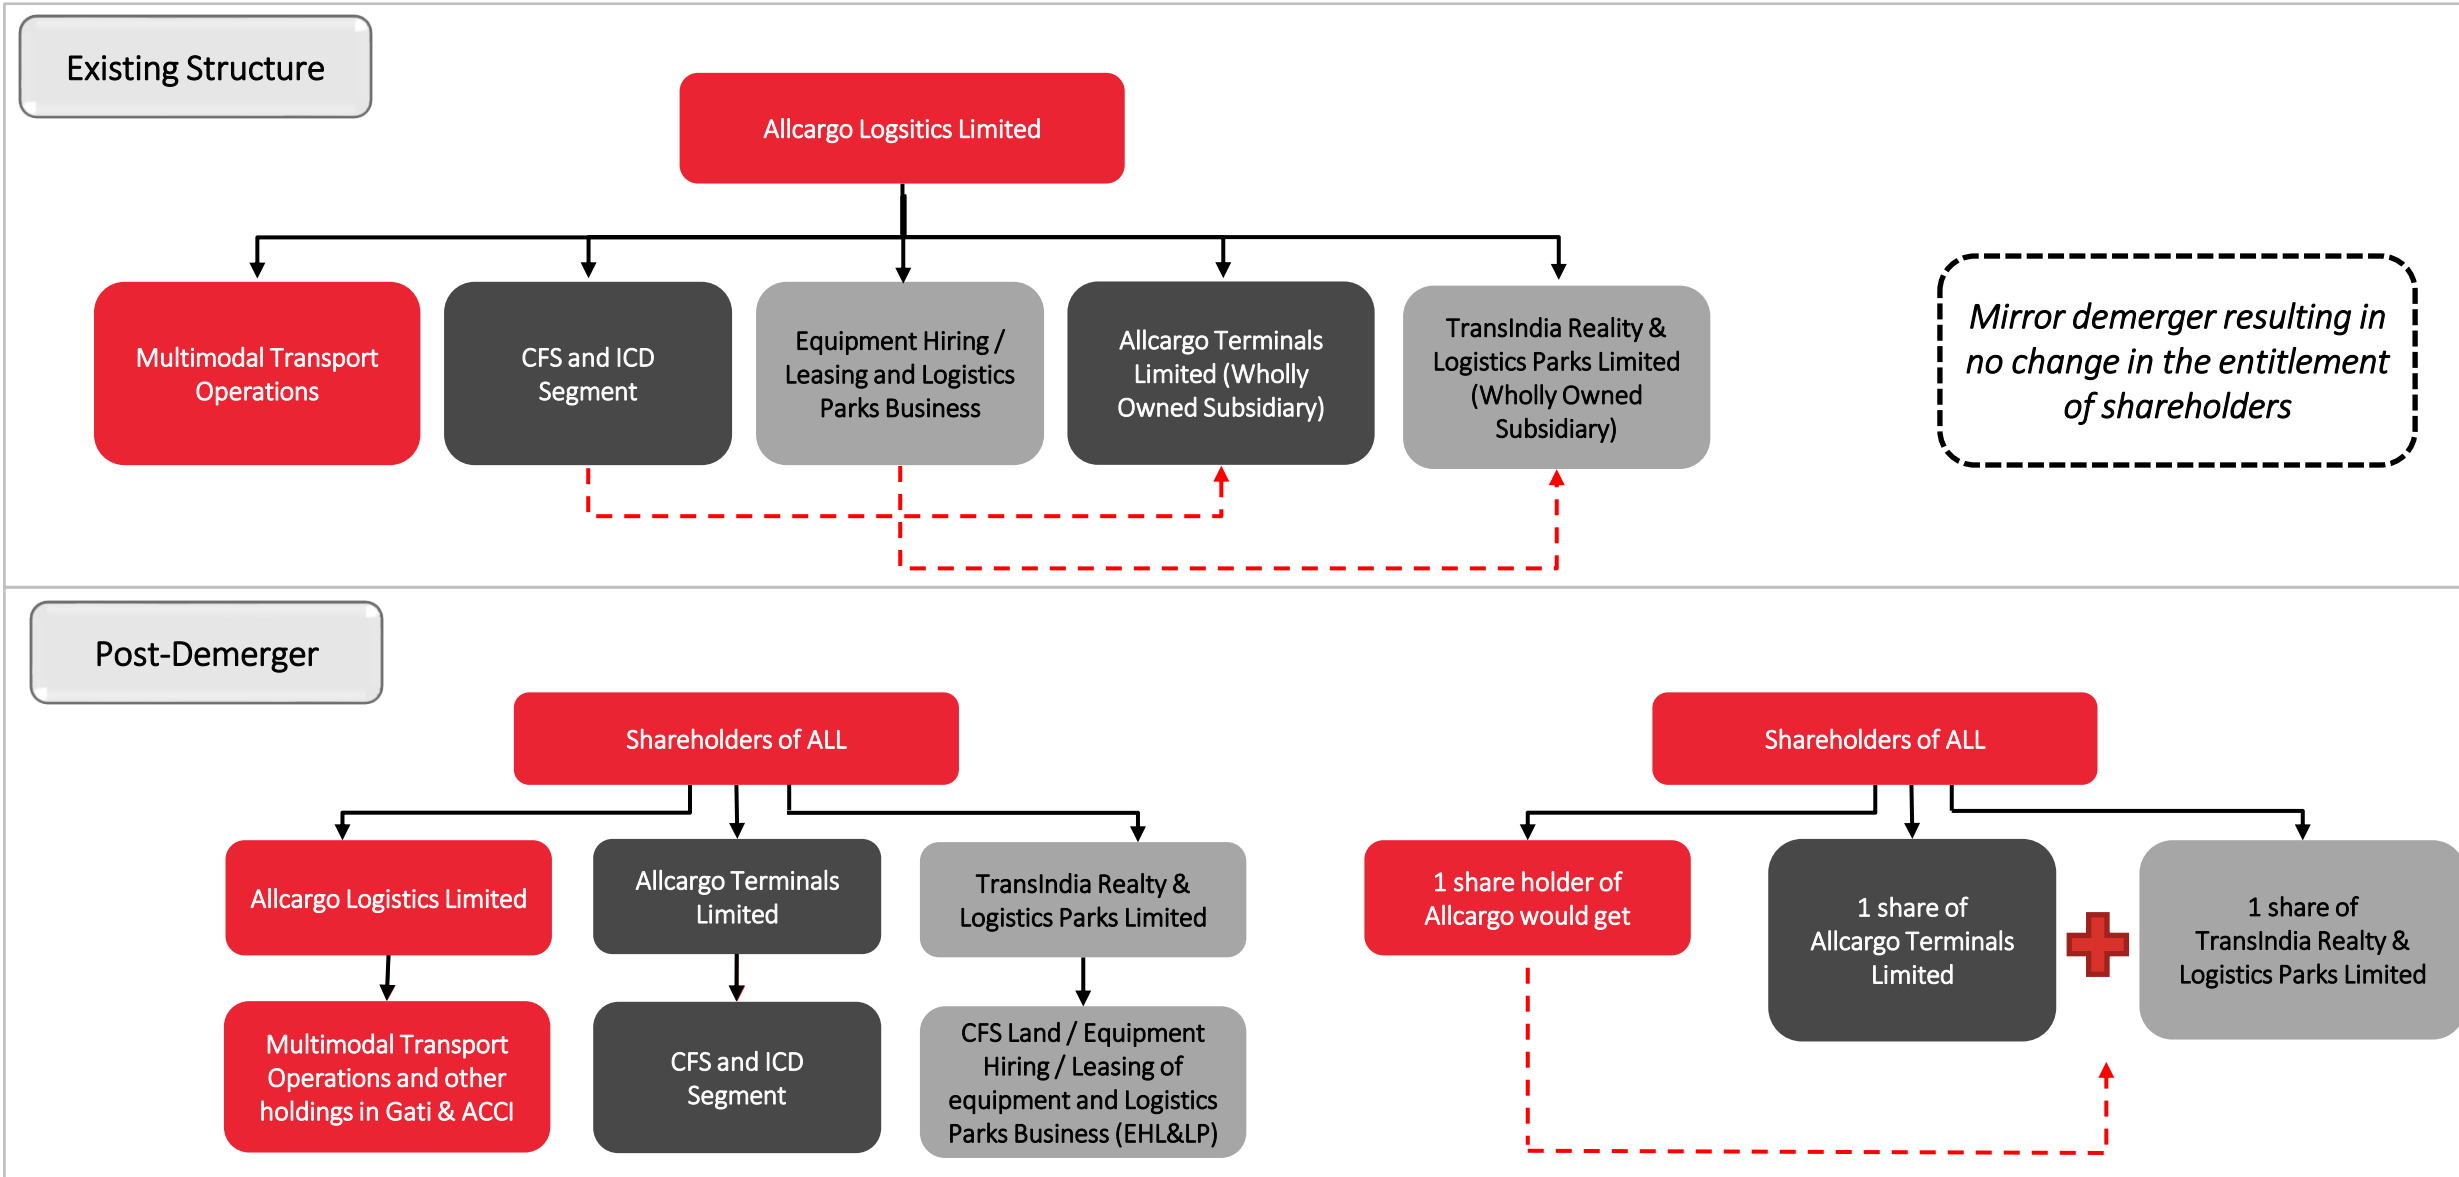 Existing Structure
Allcargo Logsitics Limited
Multimodal Transport
Operations
CFS and ICD
Segment
Equipment Hiring /
Leasing and Logistics
Parks Business
Allcargo Terminals
Limited (Wholly
Owned Subsidiary)
TransIndia Reality &
Logistics Parks Limited
(Wholly Owned
Subsidiary)
Mirror demerger resulting in
no change in the entitlement
of shareholders
Post-Demerger
Shareholders of ALL
Allcargo Logistics Limited
Allcargo Terminals
Limited
TransIndia Realty &
Logistics Parks Limited
Multimodal Transport
Operations and other
holdings in Gati & ACCI
CFS and ICD
Segment
CFS Land / Equipment
Hiring / Leasing of
equipment and Logistics
Parks Business (EHL&LP)
Shareholders of ALL
1 share holder of
Allcargo would get
1 share of
Allcargo Terminals
Limited
1 share of
TransIndia Realty &
Logistics Parks Limited